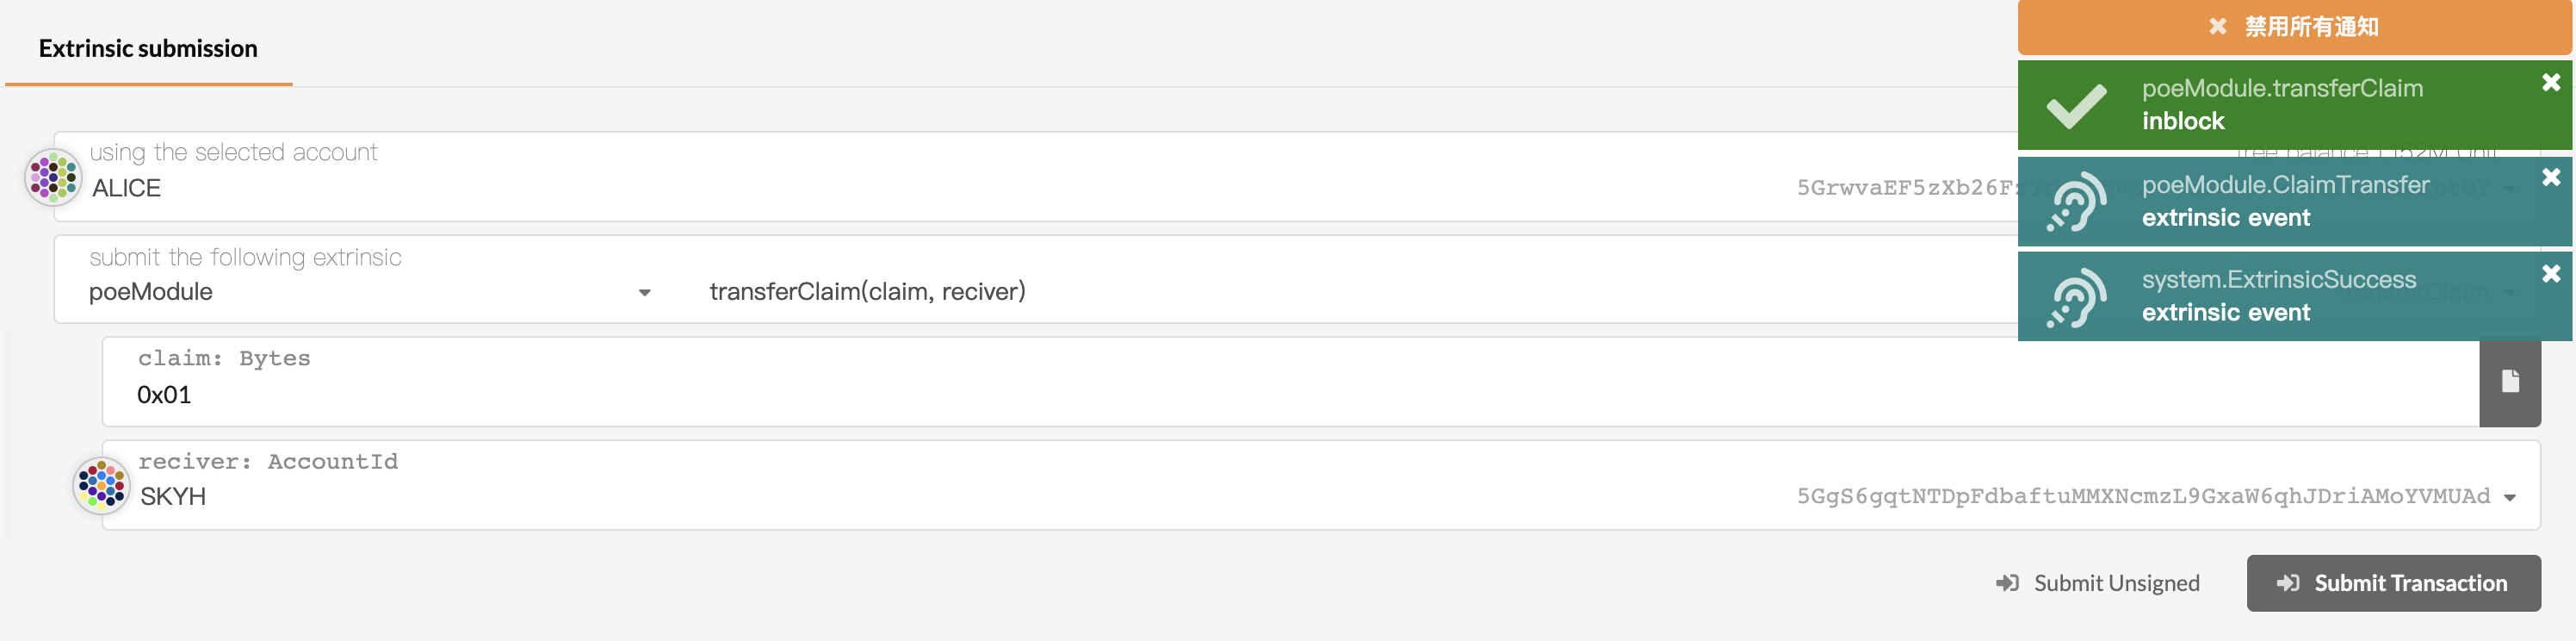 Extrinsic submission
禁用所有通知
poeModule.transferClaim
inblock
using the selected account
ALICE
5GrwvaEF5zXb26F
poeModule.ClaimTransfer
extrinsic event
submit the following extrinsic
poeModule
transferClaim(claim, reciver)
system.ExtrinsicSuccess
extrinsic event
claim: Bytes
0x01
reciver: AccountId
SKYH
5GgS6gqtNTDpFdbaftuMMXNcmzL9GxaW6qhJDriAMoYVMUAd
Submit Unsigned
Submit Transaction